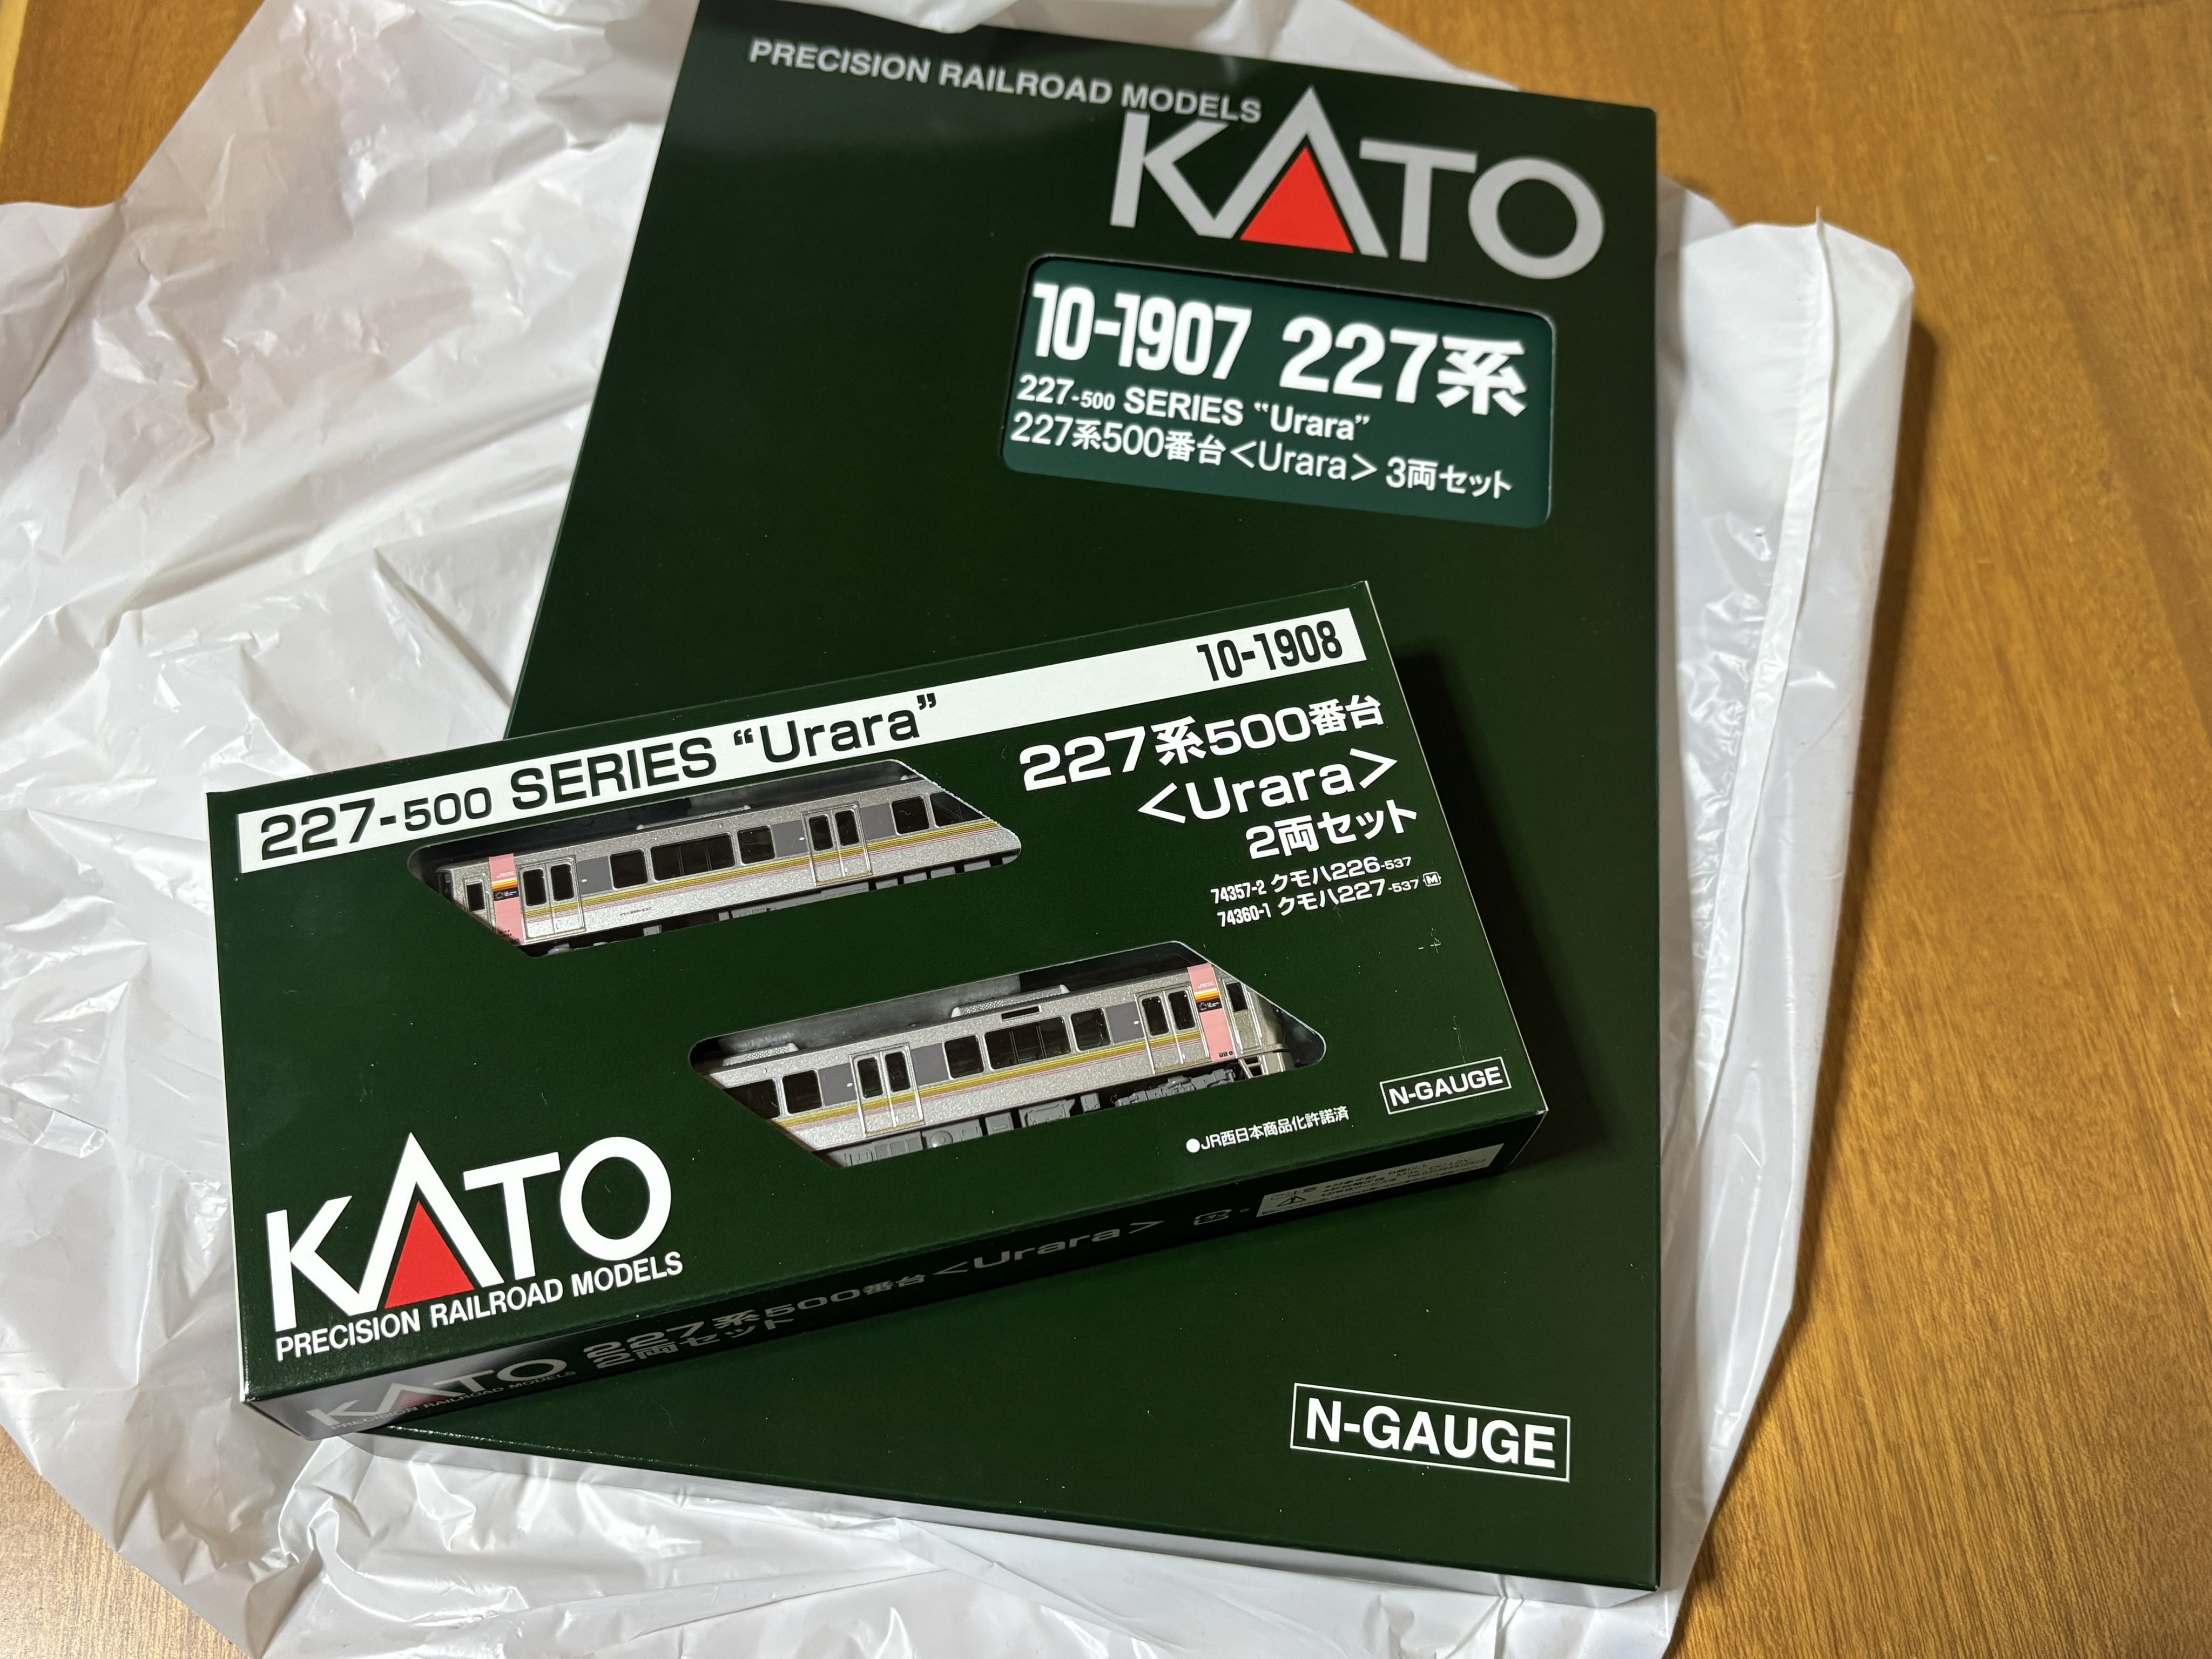 PRECISION RAILROAD MODELS
KATO
10-1907 227系
227-500 SERIES “Urara”
227系500番台＜Urara＞ 3両セット
227-500 SERIES “Urara” 10-1908
227系500番台
＜Urara＞
2両セット
74357-2 クモハ226-537
74360-1 クモハ227-537 M
N-GAUGE
●JR西日本商品化許諾済
KATO
PRECISION RAILROAD MODELS
KATO 227系500番台＜Urara＞
PRECISION RAILROAD MODELS 2両セット
N-GAUGE